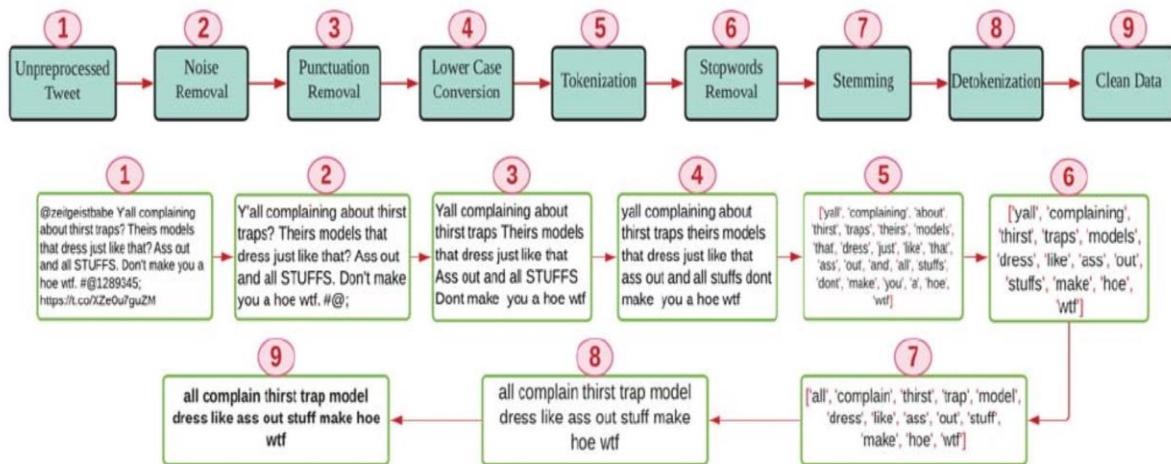 1
2
3
4
5
6
7
8
9
Unpreprocessed
Tweet
Noise
Removal
Punctuation
Removal
Lower Case
Conversion
Tokenization
Stopwords
Removal
Stemming
Detokenization
Clean Data
1
@zeitgeistbabe Y'all complaining
about thirst traps? Theirs models
that dress just like that? Ass out
and all STUFFS. Don't make you a
hoe wtf. #@1289345;
https://t.co/XZe0u7guZM
2
Y'all complaining about thirst
traps? Theirs models that
dress just like that? Ass out
and all STUFFS. Don't make
you a hoe wtf. #@;
3
Yall complaining about
thirst traps Theirs models
that dress just like that
Ass out and all STUFFS
Dont make you a hoe wtf
4
yall complaining about
thirst traps theirs models
that dress just like that
ass out and all stuffs dont
make you a hoe wtf
5
['yall', 'complaining', 'about',
'thirst', 'traps', 'theirs', 'models',
'that', 'dress', 'just', 'like', 'that',
'ass', 'out', 'and', 'all', 'stuffs',
'dont', 'make', 'you', 'a', 'hoe',
'wtf']
6
['yall', 'complaining',
'thirst', 'traps', 'models',
'dress', 'like', 'ass', 'out',
'stuffs', 'make', 'hoe',
'wtf']
7
['all', 'complain', 'thirst', 'trap', 'model',
'dress', 'like', 'ass', 'out', 'stuff',
'make', 'hoe', 'wtf']
8
all complain thirst trap model
dress like ass out stuff make
hoe wtf
9
all complain thirst trap model
dress like ass out stuff make hoe
wtf